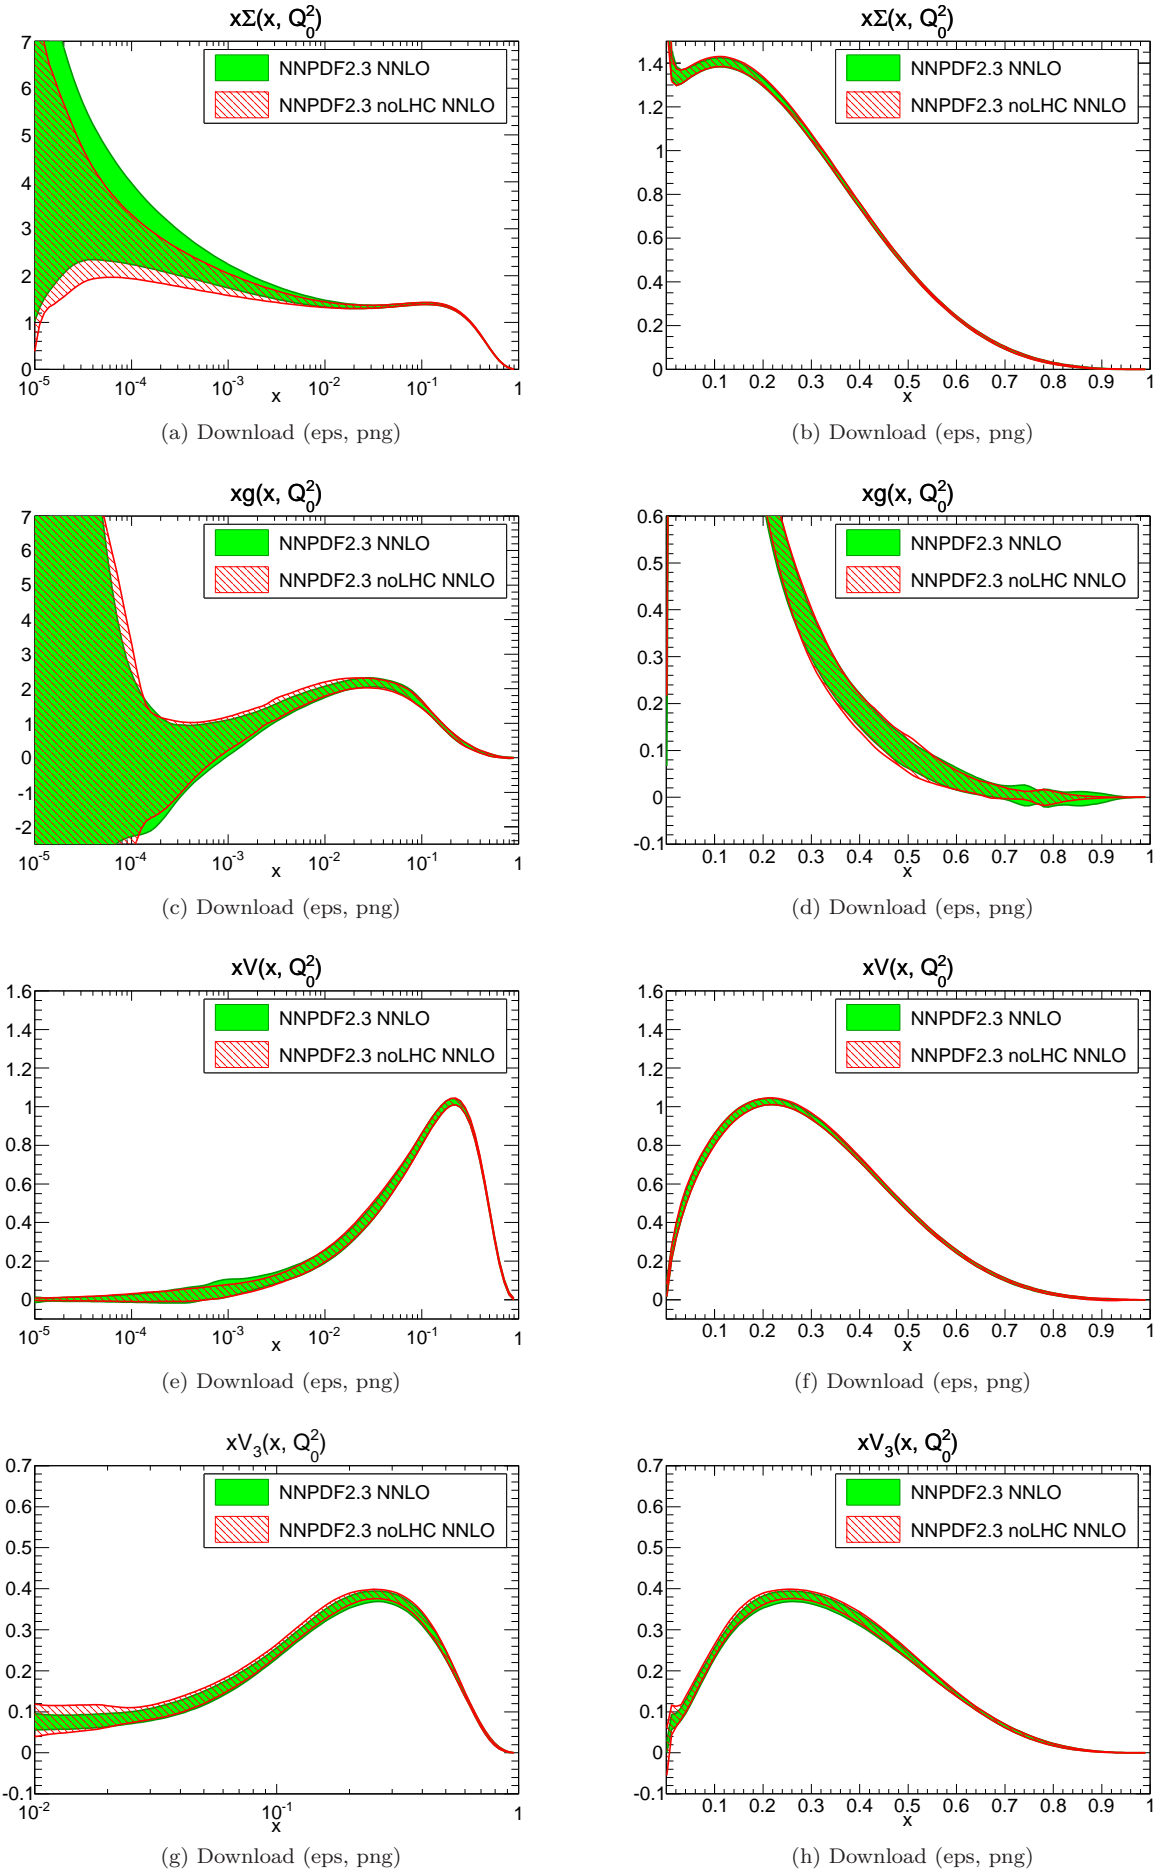 xΣ(x, Q₀²)
7
6
5
4
3
2
1
0
NNPDF2.3 NNLO
NNPDF2.3 noLHC NNLO
10⁻⁵ 10⁻⁴ 10⁻³ 10⁻² 10⁻¹ 1
x
(a) Download (eps, png)
xΣ(x, Q₀²)
1.4
1.2
1
0.8
0.6
0.4
0.2
0
NNPDF2.3 NNLO
NNPDF2.3 noLHC NNLO
0.1 0.2 0.3 0.4 0.5 0.6 0.7 0.8 0.9 1
x
(b) Download (eps, png)
xg(x, Q₀²)
7
6
5
4
3
2
1
0
-1
-2
NNPDF2.3 NNLO
NNPDF2.3 noLHC NNLO
10⁻⁵ 10⁻⁴ 10⁻³ 10⁻² 10⁻¹ 1
x
(c) Download (eps, png)
xg(x, Q₀²)
0.6
0.5
0.4
0.3
0.2
0.1
0
-0.1
NNPDF2.3 NNLO
NNPDF2.3 noLHC NNLO
0.1 0.2 0.3 0.4 0.5 0.6 0.7 0.8 0.9 1
x
(d) Download (eps, png)
xV(x, Q₀²)
1.6
1.4
1.2
1
0.8
0.6
0.4
0.2
0
NNPDF2.3 NNLO
NNPDF2.3 noLHC NNLO
10⁻⁵ 10⁻⁴ 10⁻³ 10⁻² 10⁻¹ 1
x
(e) Download (eps, png)
xV(x, Q₀²)
1.6
1.4
1.2
1
0.8
0.6
0.4
0.2
0
NNPDF2.3 NNLO
NNPDF2.3 noLHC NNLO
0.1 0.2 0.3 0.4 0.5 0.6 0.7 0.8 0.9 1
x
(f) Download (eps, png)
xV₃(x, Q₀²)
0.7
0.6
0.5
0.4
0.3
0.2
0.1
0
-0.1
NNPDF2.3 NNLO
NNPDF2.3 noLHC NNLO
10⁻² 10⁻¹ 1
x
(g) Download (eps, png)
xV₃(x, Q₀²)
0.7
0.6
0.5
0.4
0.3
0.2
0.1
0
-0.1
NNPDF2.3 NNLO
NNPDF2.3 noLHC NNLO
0.1 0.2 0.3 0.4 0.5 0.6 0.7 0.8 0.9 1
x
(h) Download (eps, png)